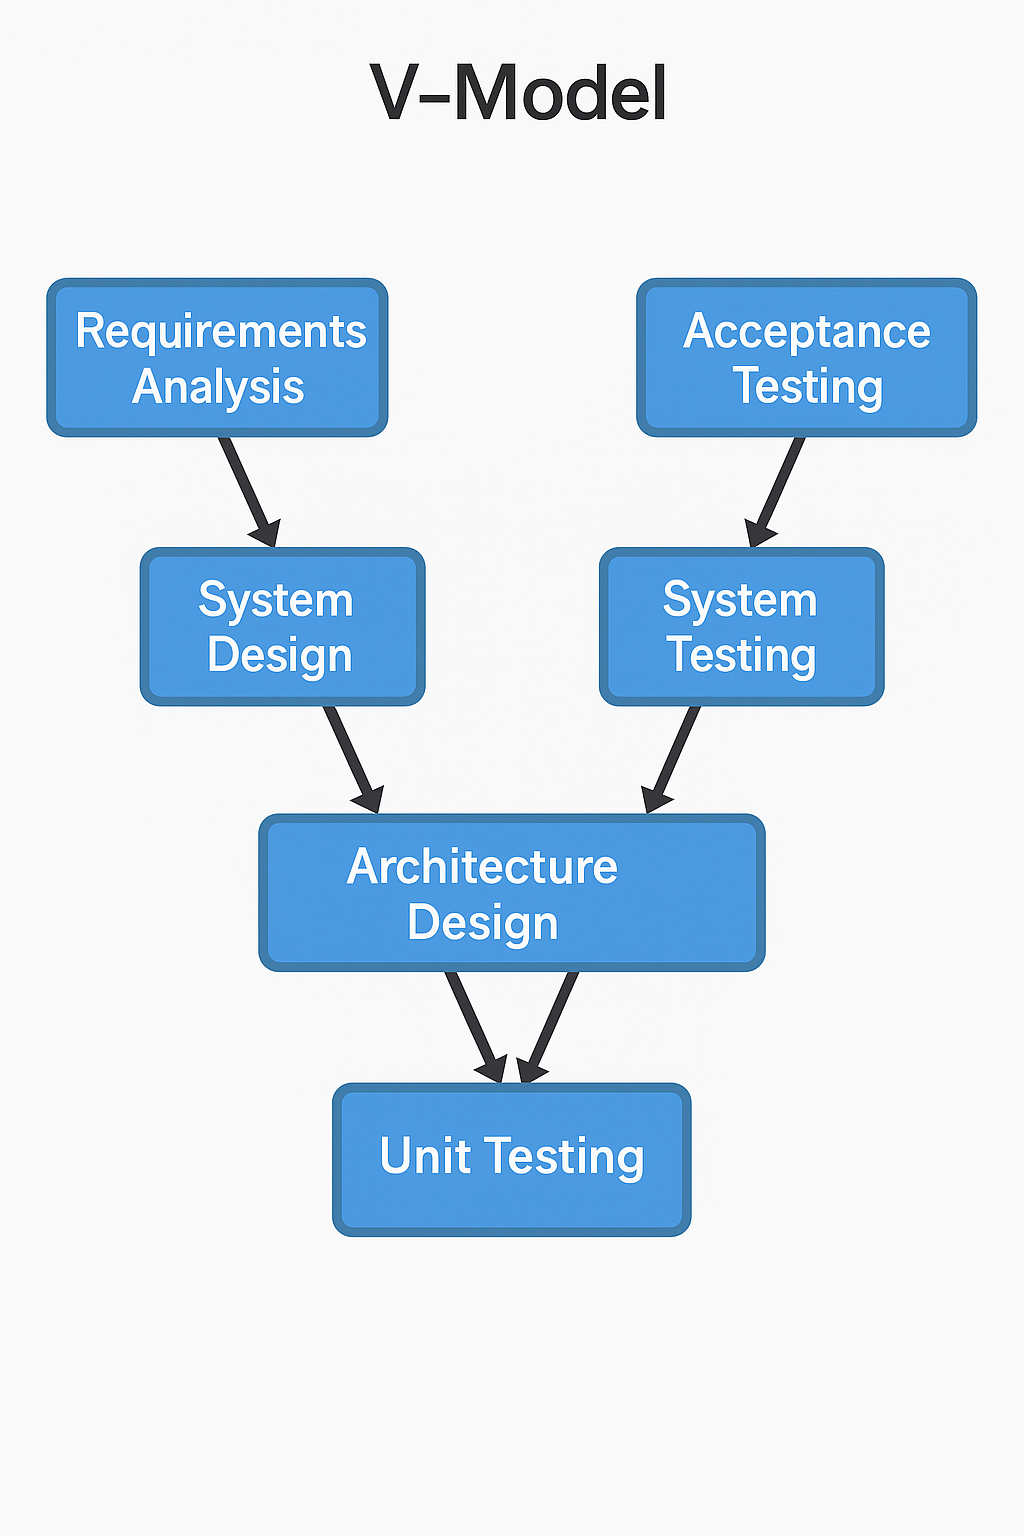 V-Model
Requirements
Analysis
Acceptance
Testing
System
Design
System
Testing
Architecture
Design
Unit Testing